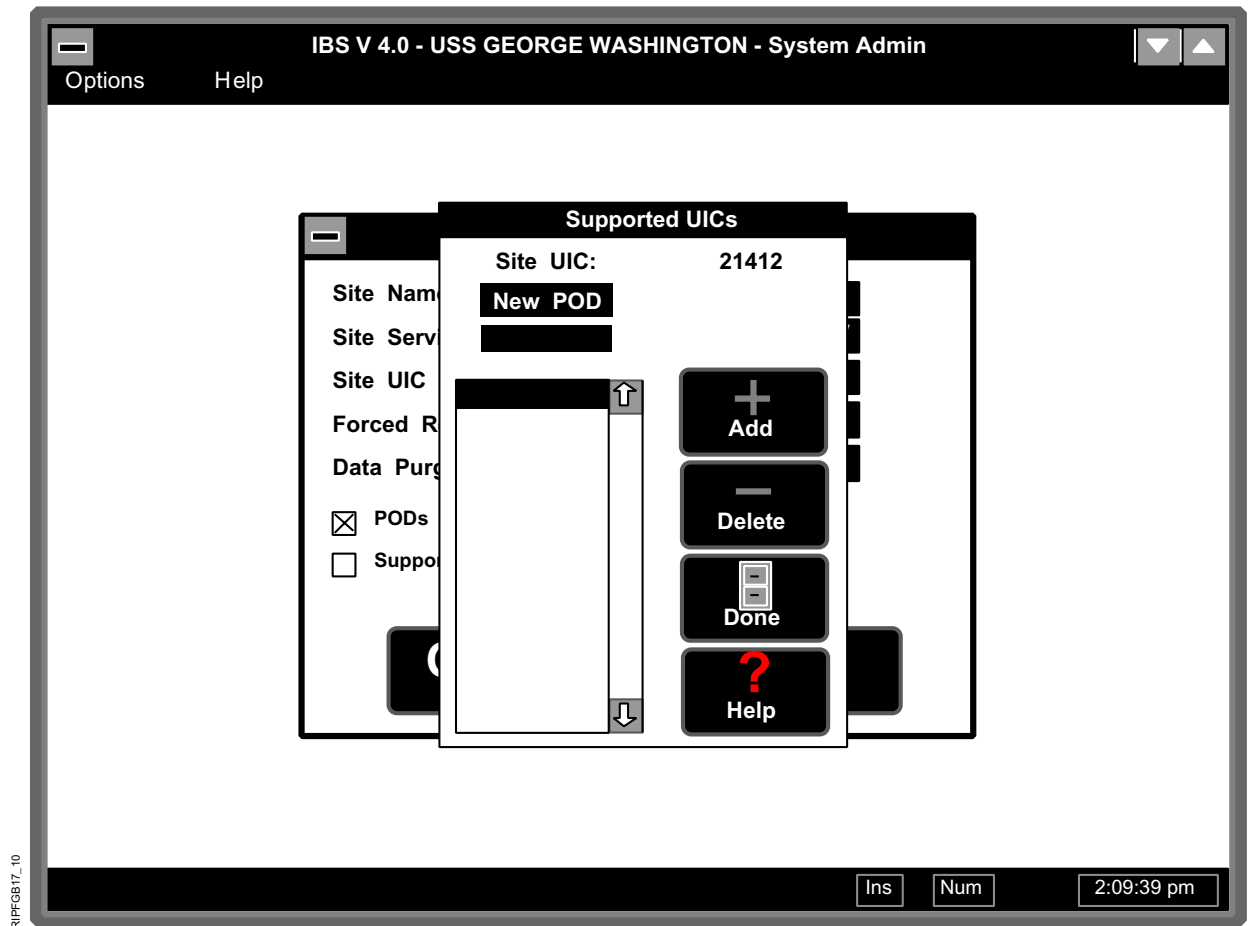 IBS V 4.0 - USS GEORGE WASHINGTON - System Admin
Options Help
Supported UICs
Site UIC: 21412
New POD
Site Nam
Site Servi
Site UIC
Forced R
Data Purg
PODs
Suppor
Add
Delete
Done
? Help
Ins Num 2:09:39 pm
RIPFGB17_10